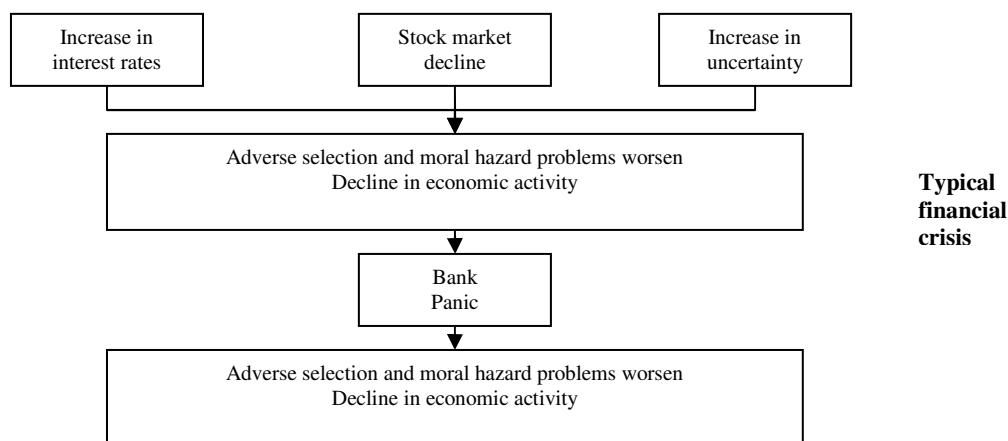 Increase in
interest rates
Stock market
decline
Increase in
uncertainty
Adverse selection and moral hazard problems worsen
Decline in economic activity
Typical
financial
crisis
Bank
Panic
Adverse selection and moral hazard problems worsen
Decline in economic activity